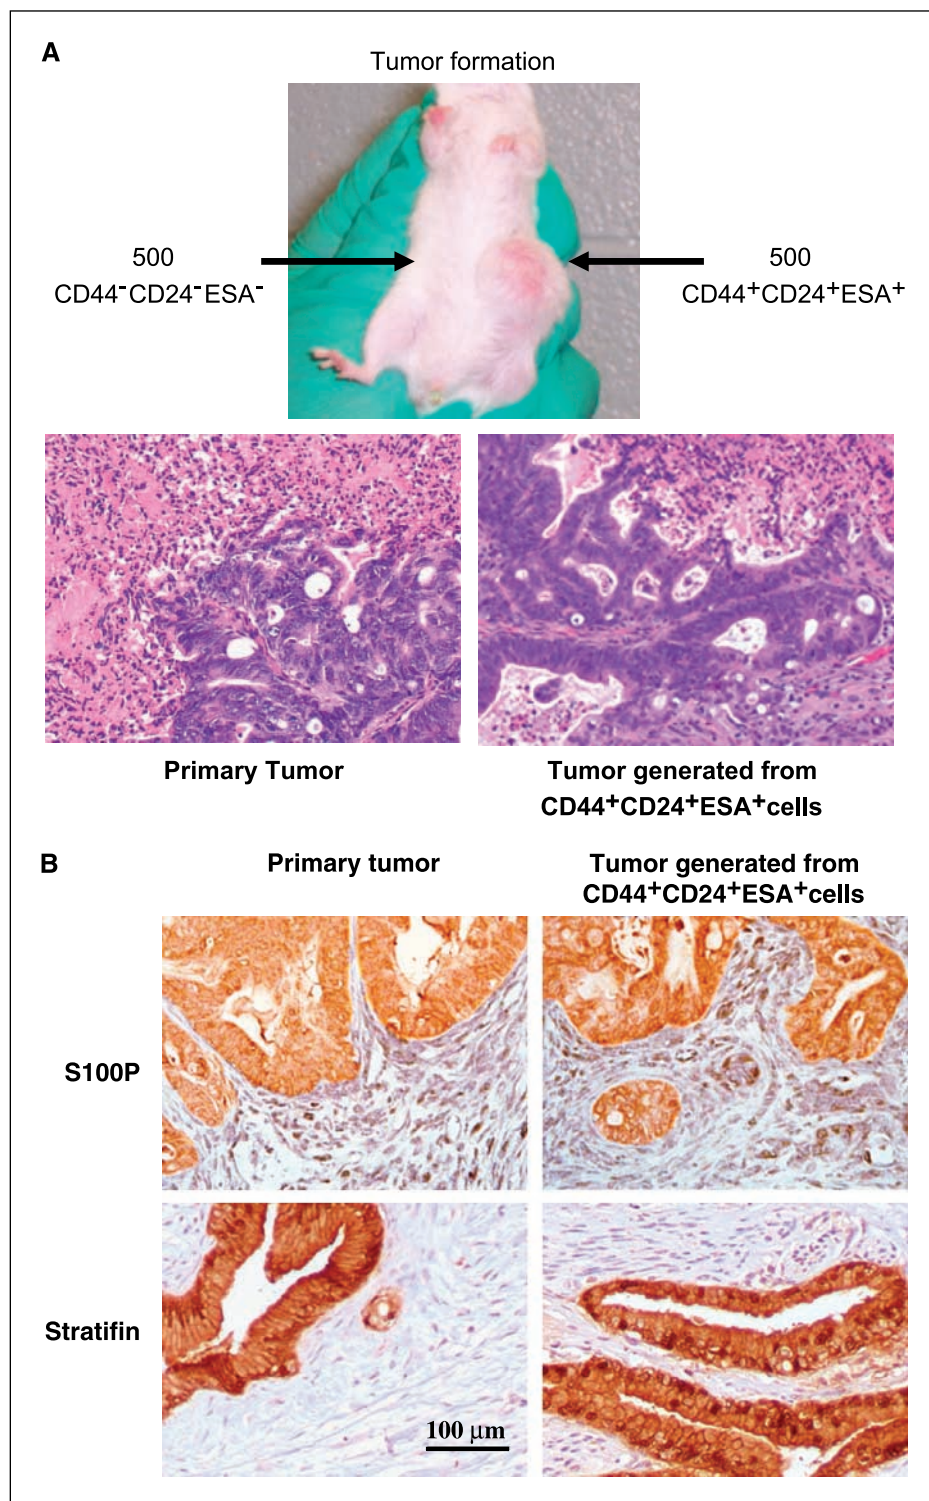 A
Tumor formation
500
CD44⁻CD24⁻ESA⁻
500
CD44⁺CD24⁺ESA⁺
Primary Tumor
Tumor generated from
CD44⁺CD24⁺ESA⁺cells
B
Primary tumor
Tumor generated from
CD44⁺CD24⁺ESA⁺cells
S100P
Stratifin
100 µm